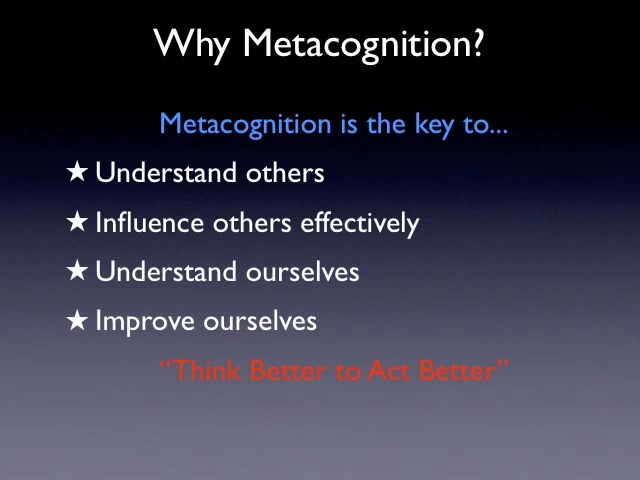 Why Metacognition?
Metacognition is the key to...
★ Understand others
★ Influence others effectively
★ Understand ourselves
★ Improve ourselves
“Think Better to Act Better”